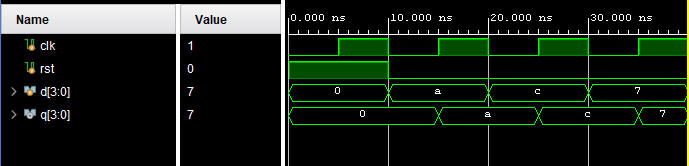 Name Value 0.000 ns 10.000 ns 20.000 ns 30.000 ns
clk 1
rst 0
d[3:0] 7 0 a c 7
q[3:0] 7 0 a c 7